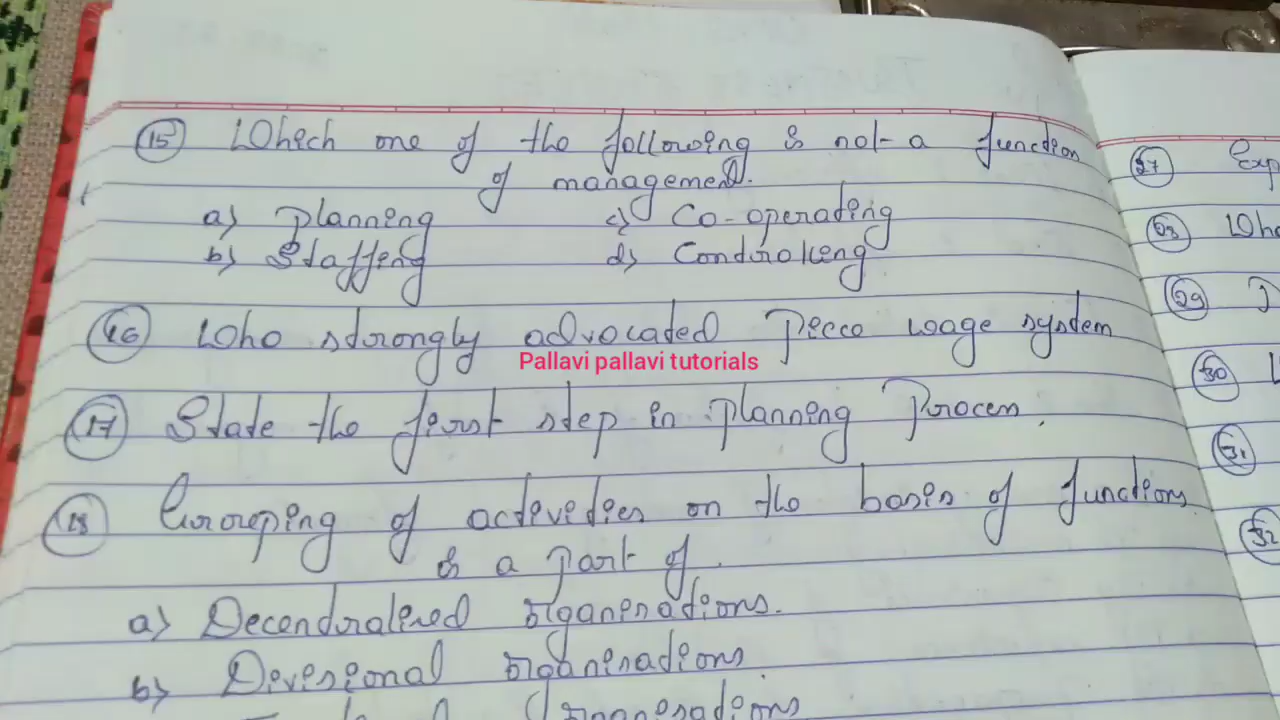 15 Which one of the following is not a function
of management.
a) planning c) Co-operating
b) Staffing d) Controlling
16 Who strongly advocated Piece wage system
Pallavi pallavi tutorials
17 State the first step in planning Process.
18 Grouping of activities on the basis of functions
is a part of
a) Decentralized organisations.
b) Divisional organisations
27 Exp
28 Who
29
30
31
32